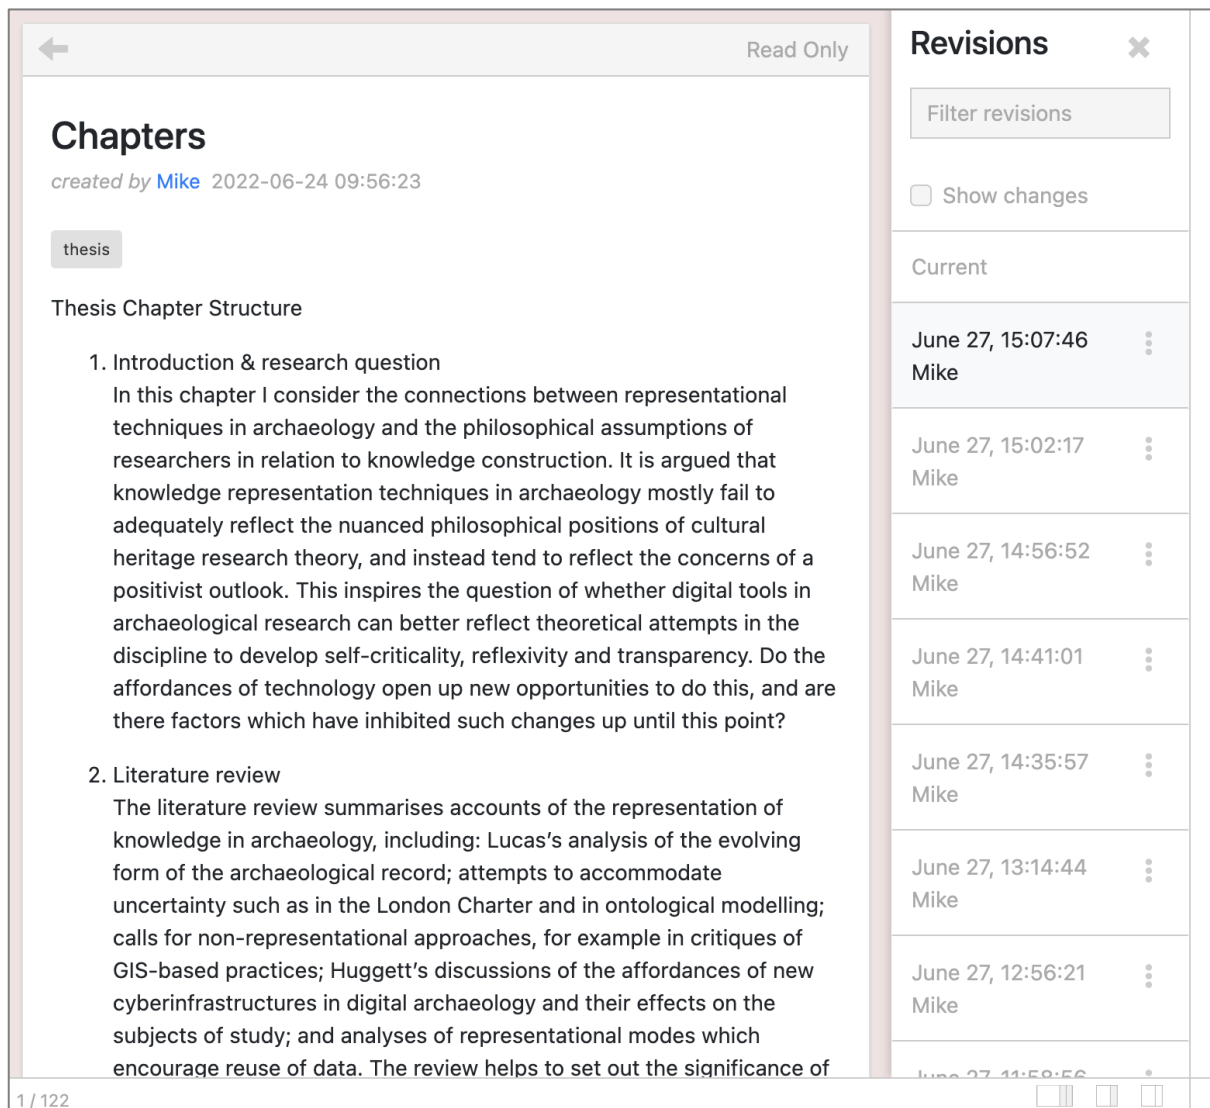 Read Only
Chapters
created by Mike 2022-06-24 09:56:23
thesis
Thesis Chapter Structure
1. Introduction & research question
In this chapter I consider the connections between representational
techniques in archaeology and the philosophical assumptions of
researchers in relation to knowledge construction. It is argued that
knowledge representation techniques in archaeology mostly fail to
adequately reflect the nuanced philosophical positions of cultural
heritage research theory, and instead tend to reflect the concerns of a
positivist outlook. This inspires the question of whether digital tools in
archaeological research can better reflect theoretical attempts in the
discipline to develop self-criticality, reflexivity and transparency. Do the
affordances of technology open up new opportunities to do this, and are
there factors which have inhibited such changes up until this point?
2. Literature review
The literature review summarises accounts of the representation of
knowledge in archaeology, including: Lucas’s analysis of the evolving
form of the archaeological record; attempts to accommodate
uncertainty such as in the London Charter and in ontological modelling;
calls for non-representational approaches, for example in critiques of
GIS-based practices; Huggett’s discussions of the affordances of new
cyberinfrastructures in digital archaeology and their effects on the
subjects of study; and analyses of representational modes which
encourage reuse of data. The review helps to set out the significance of
1 / 122
Revisions
Filter revisions
Show changes
Current
June 27, 15:07:46
Mike
June 27, 15:02:17
Mike
June 27, 14:56:52
Mike
June 27, 14:41:01
Mike
June 27, 14:35:57
Mike
June 27, 13:14:44
Mike
June 27, 12:56:21
Mike
June 27, 11:58:56